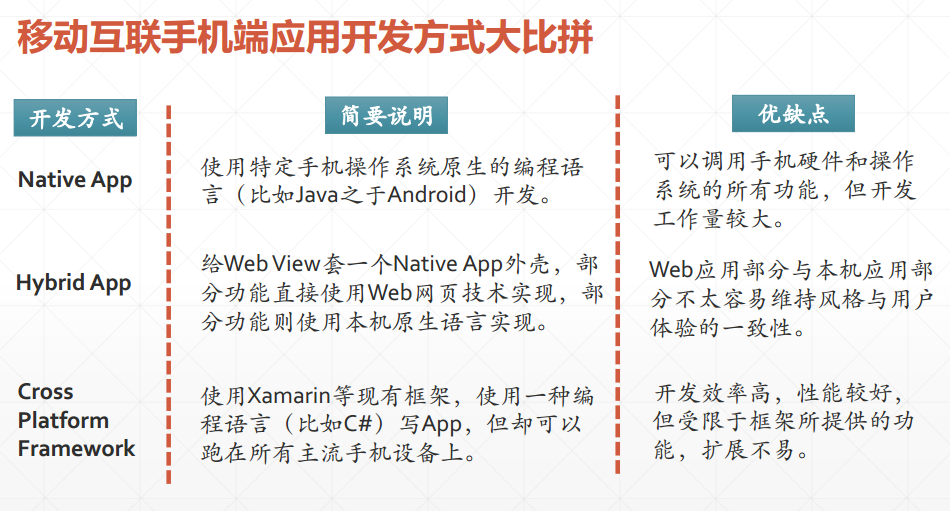 移动互联手机端应用开发方式大比拼
开发方式
简要说明
优缺点
Native App
使用特定手机操作系统原生的编程语
言（比如Java之于Android）开发。
可以调用手机硬件和操作
系统的所有功能，但开发
工作量较大。
Hybrid App
给Web View套一个Native App外壳，部
分功能直接使用Web网页技术实现，部
分功能则使用本机原生语言实现。
Web应用部分与本机应用部
分不太容易维持风格与用户
体验的一致性。
Cross
Platform
Framework
使用Xamarin等现有框架，使用一种编
程语言（比如C#）写App，但却可以
跑在所有主流手机设备上。
开发效率高，性能较好，
但受限于框架所提供的功
能，扩展不易。